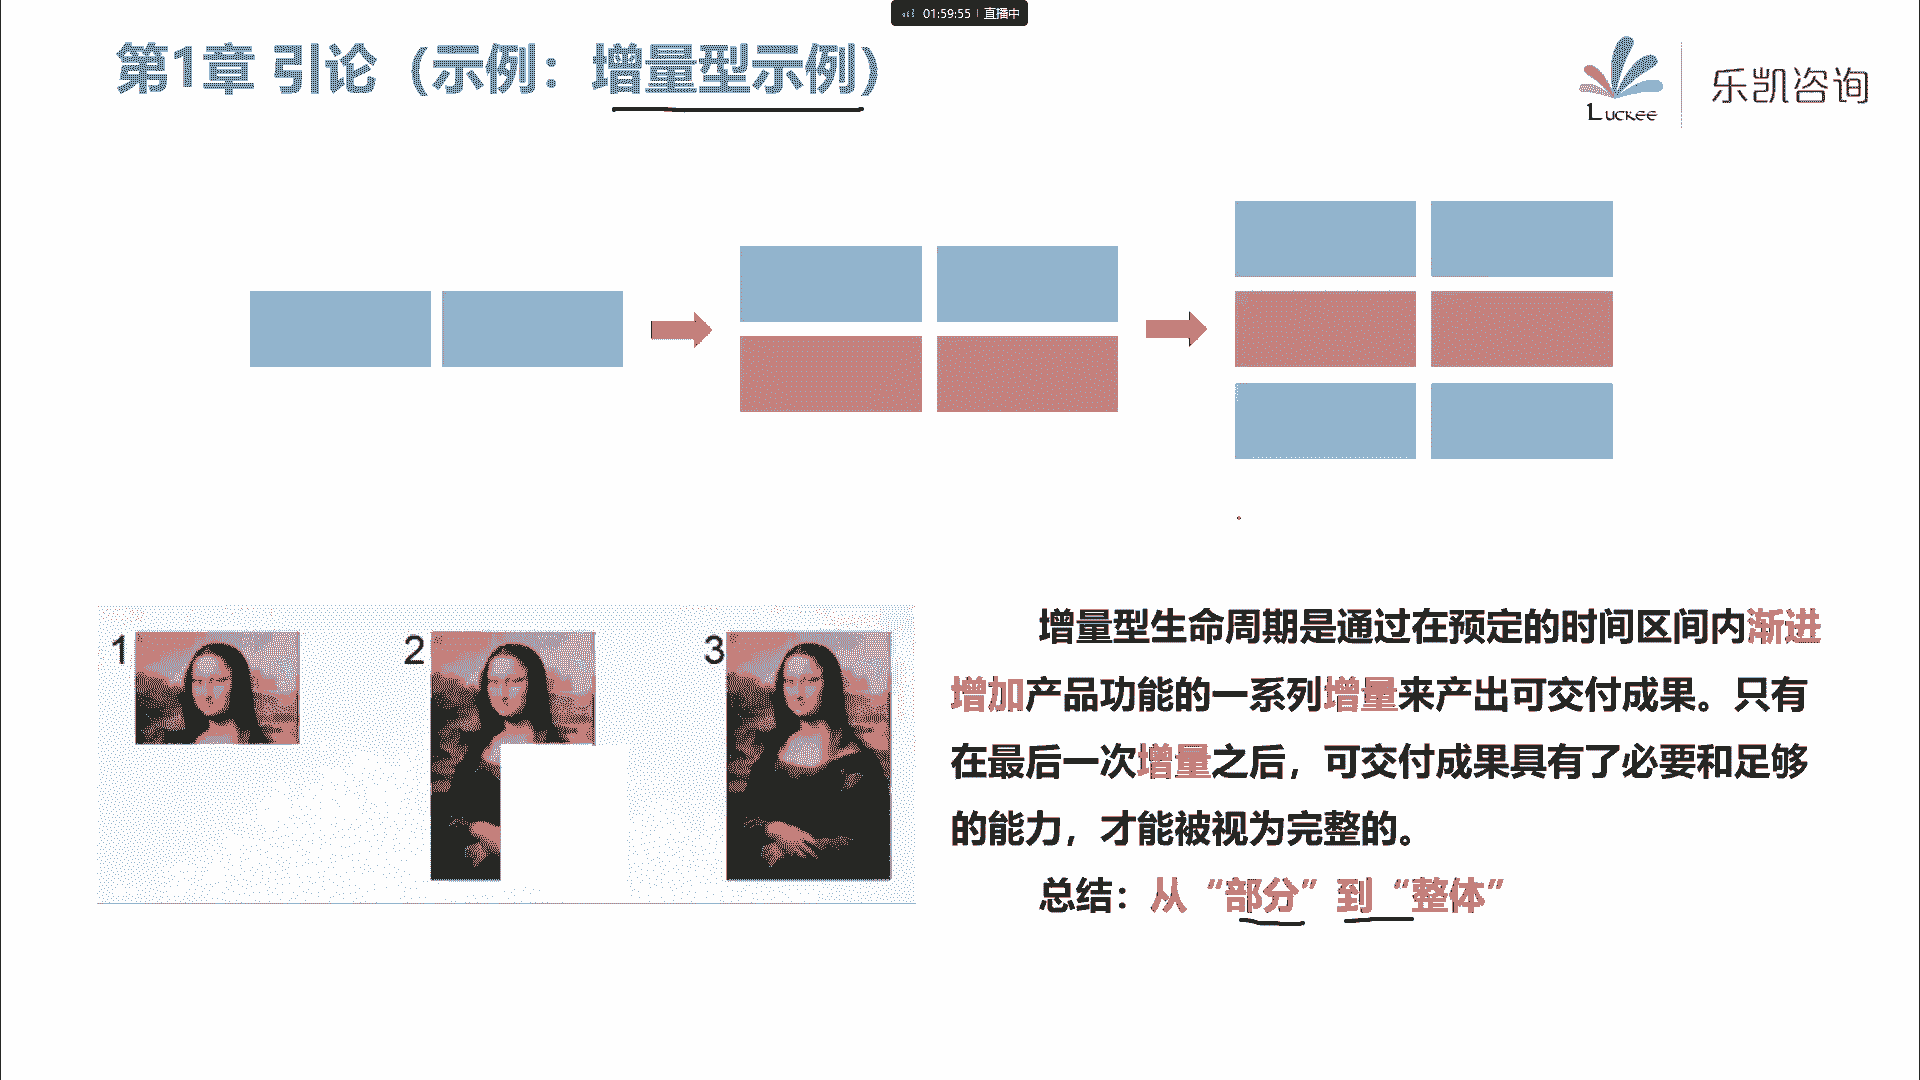 01:59:55 | 直播中
第1章 引论（示例：增量型示例）
LUCKEE
乐凯咨询
1
2
3
增量型生命周期是通过在预定的时间区间内渐进
增加产品功能的一系列增量来产出可交付成果。只有
在最后一次增量之后，可交付成果具有了必要和足够
的能力，才能被视为完整的。
总结：从“部分”到“整体”